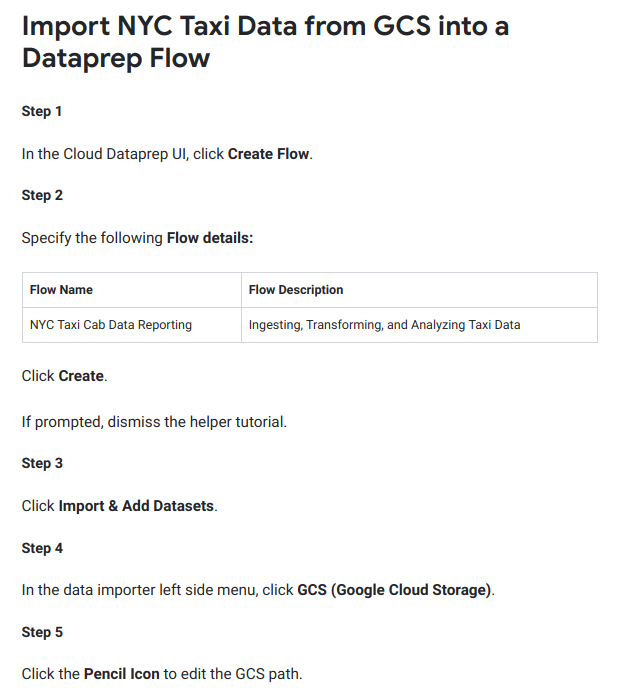 Import NYC Taxi Data from GCS into a
Dataprep Flow
Step 1
In the Cloud Dataprep UI, click Create Flow.
Step 2
Specify the following Flow details:
Flow Name Flow Description
NYC Taxi Cab Data Reporting Ingesting, Transforming, and Analyzing Taxi Data
Click Create.
If prompted, dismiss the helper tutorial.
Step 3
Click Import & Add Datasets.
Step 4
In the data importer left side menu, click GCS (Google Cloud Storage).
Step 5
Click the Pencil Icon to edit the GCS path.